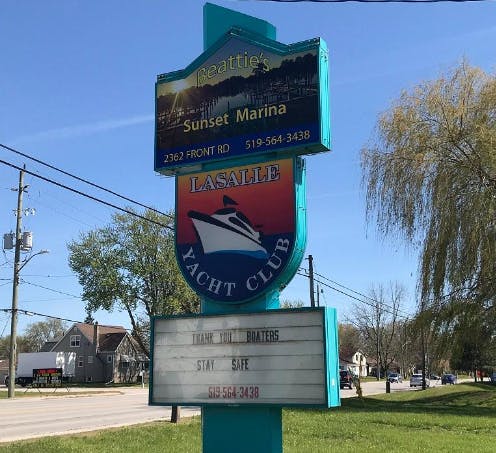 Beattie's
Sunset Marina
2362 FRONT RD 519-564-3438
LASALLE
YACHT CLUB
THANK YOU BOATERS
STAY SAFE
519-564-3438